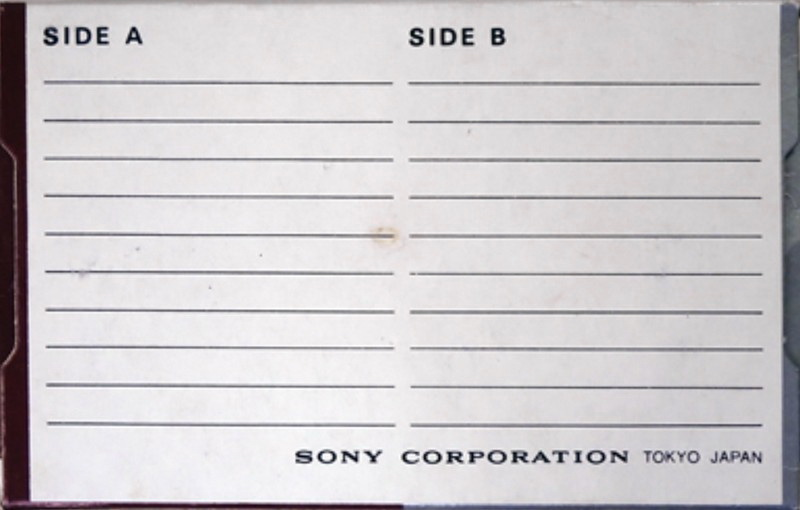 SIDE A SIDE B
SONY CORPORATION TOKYO JAPAN